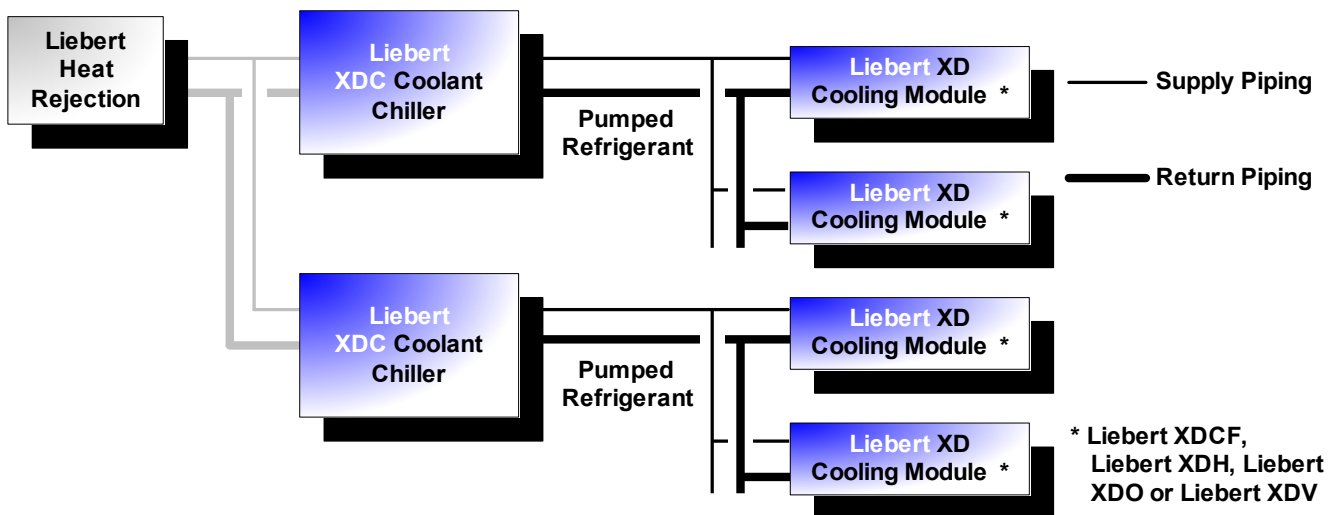 Liebert
Heat
Rejection
Liebert
XDC Coolant
Chiller
Pumped
Refrigerant
Liebert XD
Cooling Module *
Liebert XD
Cooling Module *
Supply Piping
Return Piping
Liebert
XDC Coolant
Chiller
Pumped
Refrigerant
Liebert XD
Cooling Module *
Liebert XD
Cooling Module *
* Liebert XDCF,
Liebert XDH, Liebert
XDO or Liebert XDV